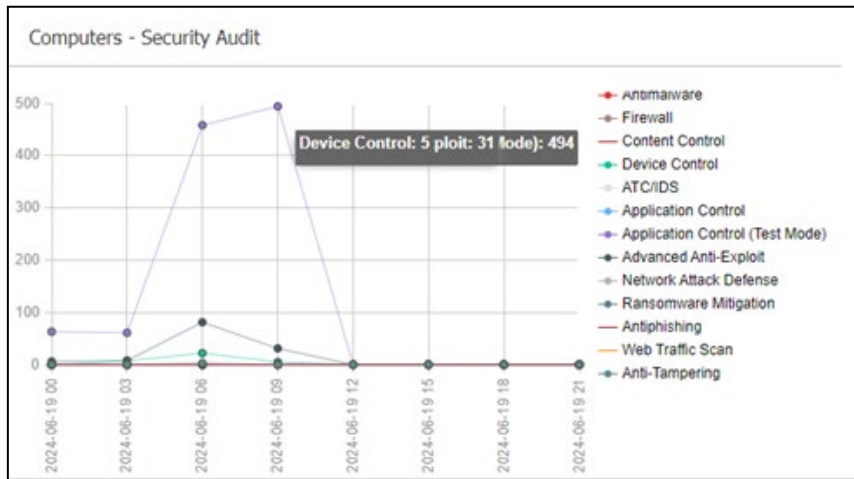 Computers - Security Audit
500
400
300
200
100
0
Device Control: 5 ploit: 31 Mode): 494
2024-06-19 00
2024-06-19 03
2024-06-19 06
2024-06-19 09
2024-06-19 12
2024-06-19 15
2024-06-19 18
2024-06-19 21
Antimalware
Firewall
Content Control
Device Control
ATC/IDS
Application Control
Application Control (Test Mode)
Advanced Anti-Exploit
Network Attack Defense
Ransomware Mitigation
Antiphishing
Web Traffic Scan
Anti-Tampering